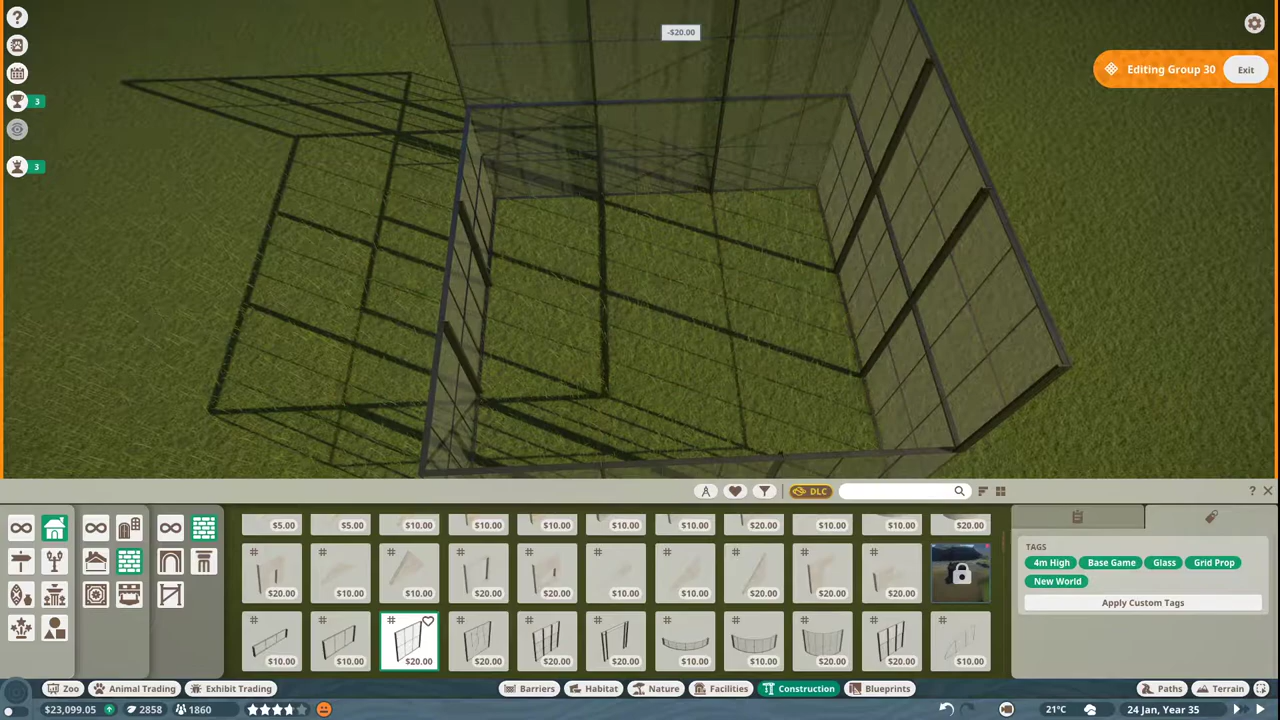 -$20.00
Editing Group 30
Exit
3
3
DLC
$5.00 $5.00 $10.00 $10.00 $10.00 $10.00 $10.00 $20.00 $10.00 $10.00 $20.00
$20.00 $10.00 $10.00 $20.00 $20.00 $10.00 $10.00 $10.00 $20.00 $20.00
$10.00 $10.00 $20.00 $20.00 $20.00 $20.00 $10.00 $10.00 $20.00 $20.00 $10.00
TAGS
4m High Base Game Glass Grid Prop
New World
Apply Custom Tags
Zoo Animal Trading Exhibit Trading Barriers Habitat Nature Facilities Construction Blueprints Paths Terrain
$23,099.05 2858 1860 21°C 24 Jan, Year 35